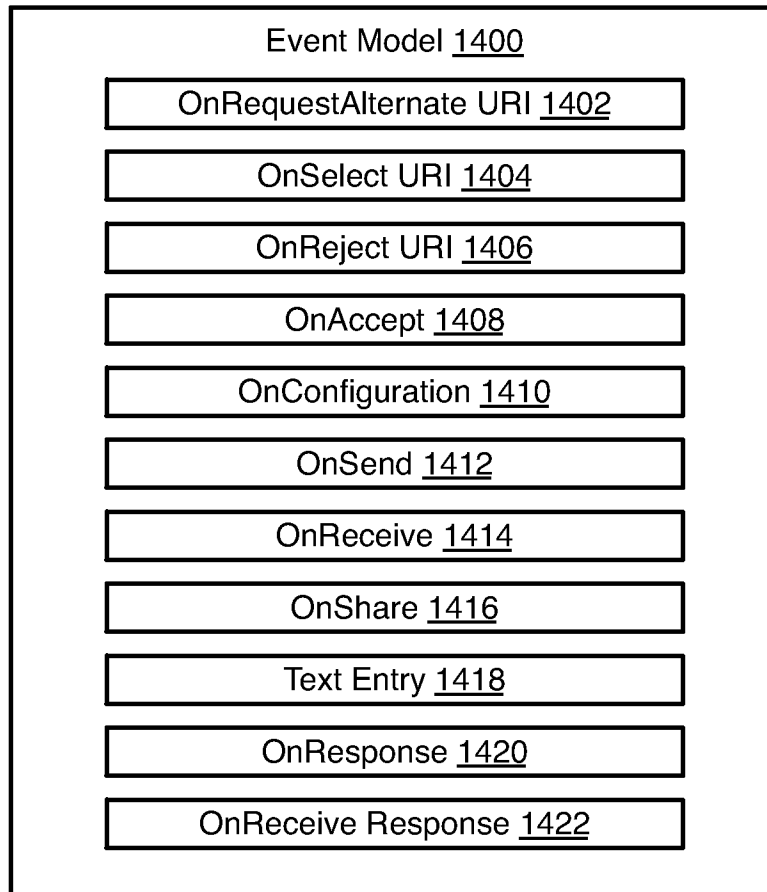 Event Model 1400
OnRequestAlternate URI 1402
OnSelect URI 1404
OnReject URI 1406
OnAccept 1408
OnConfiguration 1410
OnSend 1412
OnReceive 1414
OnShare 1416
Text Entry 1418
OnResponse 1420
OnReceive Response 1422